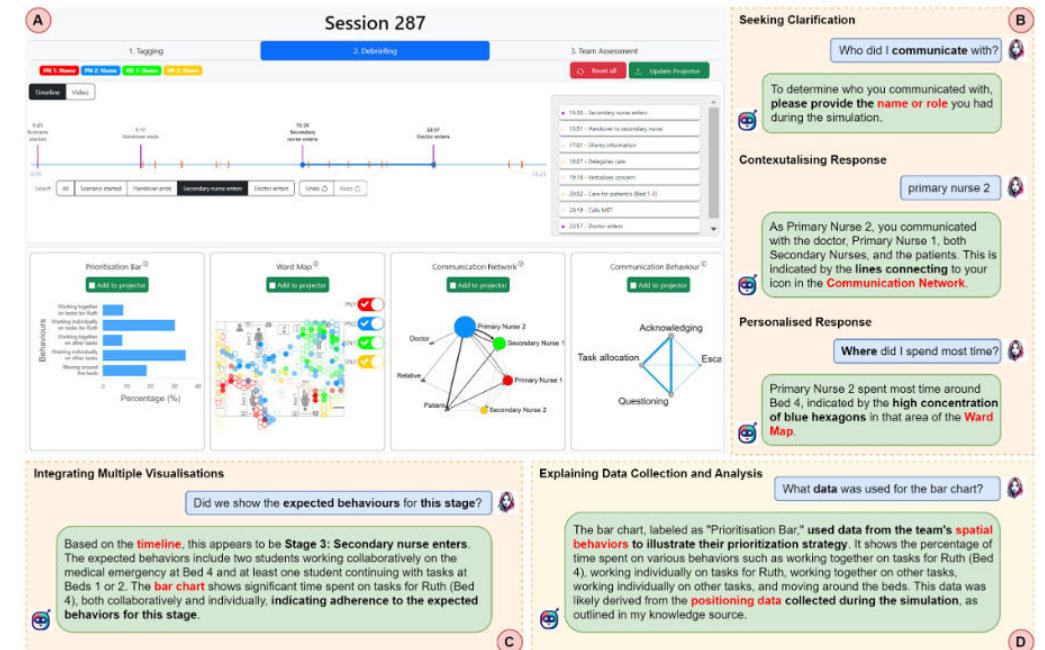 A
Session 287
1. Tagging
2. Debriefing
3. Team Assessment
PN 1: Name
PN 2: Name
SN 1: Name
SN 2: Name
Reset all
Update Projector
Timeline
Video
0:23
Scenario
started
Handover ends
15:30
Secondary
nurse enters
22:57
Doctor enters
0:00
Select:
All
Scenario started
Handover ends
Secondary nurse enters
Doctor enters
Undo
Redo
15:30 - Secondary nurse enters
15:51 - Handover to secondary nurse
17:01 - Shares information
18:07 - Delegates care
19:18 - Verbalises concern
20:02 - Care for patient/s (Bed 1-3)
20:19 - Calls MET
22:57 - Doctor enters
Prioritisation Bar
Add to projector
Behaviours
Working together
on tasks for Ruth
Working individually
on tasks for Ruth
Working together
on other tasks
Working individually
on other tasks
Moving around
the beds
0
10
20
30
40
Percentage (%)
Ward Map
Add to projector
Communication Network
Add to projector
Primary Nurse 2
Doctor
Secondary Nurse 1
Relative
Primary Nurse 1
Patient
Secondary Nurse 2
Communication Behaviour
Add to projector
Acknowledging
Task allocation
Esca
Questioning
B
Seeking Clarification
Who did I communicate with?
To determine who you communicated with,
please provide the name or role you had
during the simulation.
Contexutalising Response
primary nurse 2
As Primary Nurse 2, you communicated
with the doctor, Primary Nurse 1, both
Secondary Nurses, and the patients. This is
indicated by the lines connecting to your
icon in the Communication Network.
Personalised Response
Where did I spend most time?
Primary Nurse 2 spent most time around
Bed 4, indicated by the high concentration
of blue hexagons in that area of the Ward
Map.
Integrating Multiple Visualisations
Did we show the expected behaviours for this stage?
Based on the timeline, this appears to be Stage 3: Secondary nurse enters.
The expected behaviors include two students working collaboratively on the
medical emergency at Bed 4 and at least one student continuing with tasks at
Beds 1 or 2. The bar chart shows significant time spent on tasks for Ruth (Bed
4), both collaboratively and individually, indicating adherence to the expected
behaviors for this stage.
C
Explaining Data Collection and Analysis
What data was used for the bar chart?
The bar chart, labeled as "Prioritisation Bar," used data from the team's spatial
behaviors to illustrate their prioritization strategy. It shows the percentage of
time spent on various behaviors such as working together on tasks for Ruth (Bed
4), working individually on tasks for Ruth, working together on other tasks,
working individually on other tasks, and moving around the beds. This data was
likely derived from the positioning data collected during the simulation, as
outlined in my knowledge source.
D